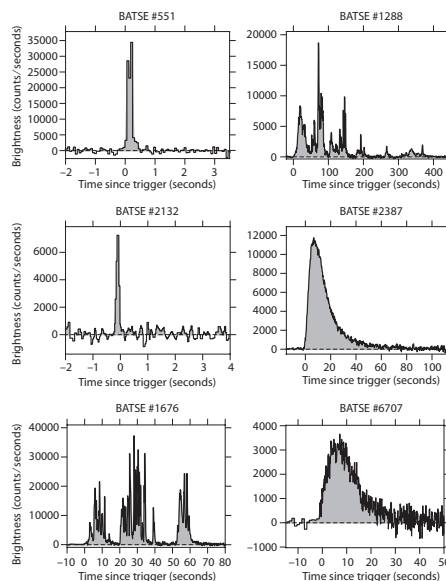 BATSE #551
Brightness (counts/seconds)
35000
30000
25000
20000
15000
10000
5000
0
−2 −1 0 1 2 3
Time since trigger (seconds)
BATSE #1288
20000
15000
10000
5000
0
0 100 200 300 400
Time since trigger (seconds)
BATSE #2132
Brightness (counts/seconds)
6000
4000
2000
0
−2 −1 0 1 2 3 4
Time since trigger (seconds)
BATSE #2387
12000
10000
8000
6000
4000
2000
0
0 20 40 60 80 100
Time since trigger (seconds)
BATSE #1676
Brightness (counts/seconds)
40000
30000
20000
10000
0
−10 0 10 20 30 40 50 60 70 80
Time since trigger (seconds)
BATSE #6707
4000
3000
2000
1000
0
−1000
−10 0 10 20 30 40
Time since trigger (seconds)